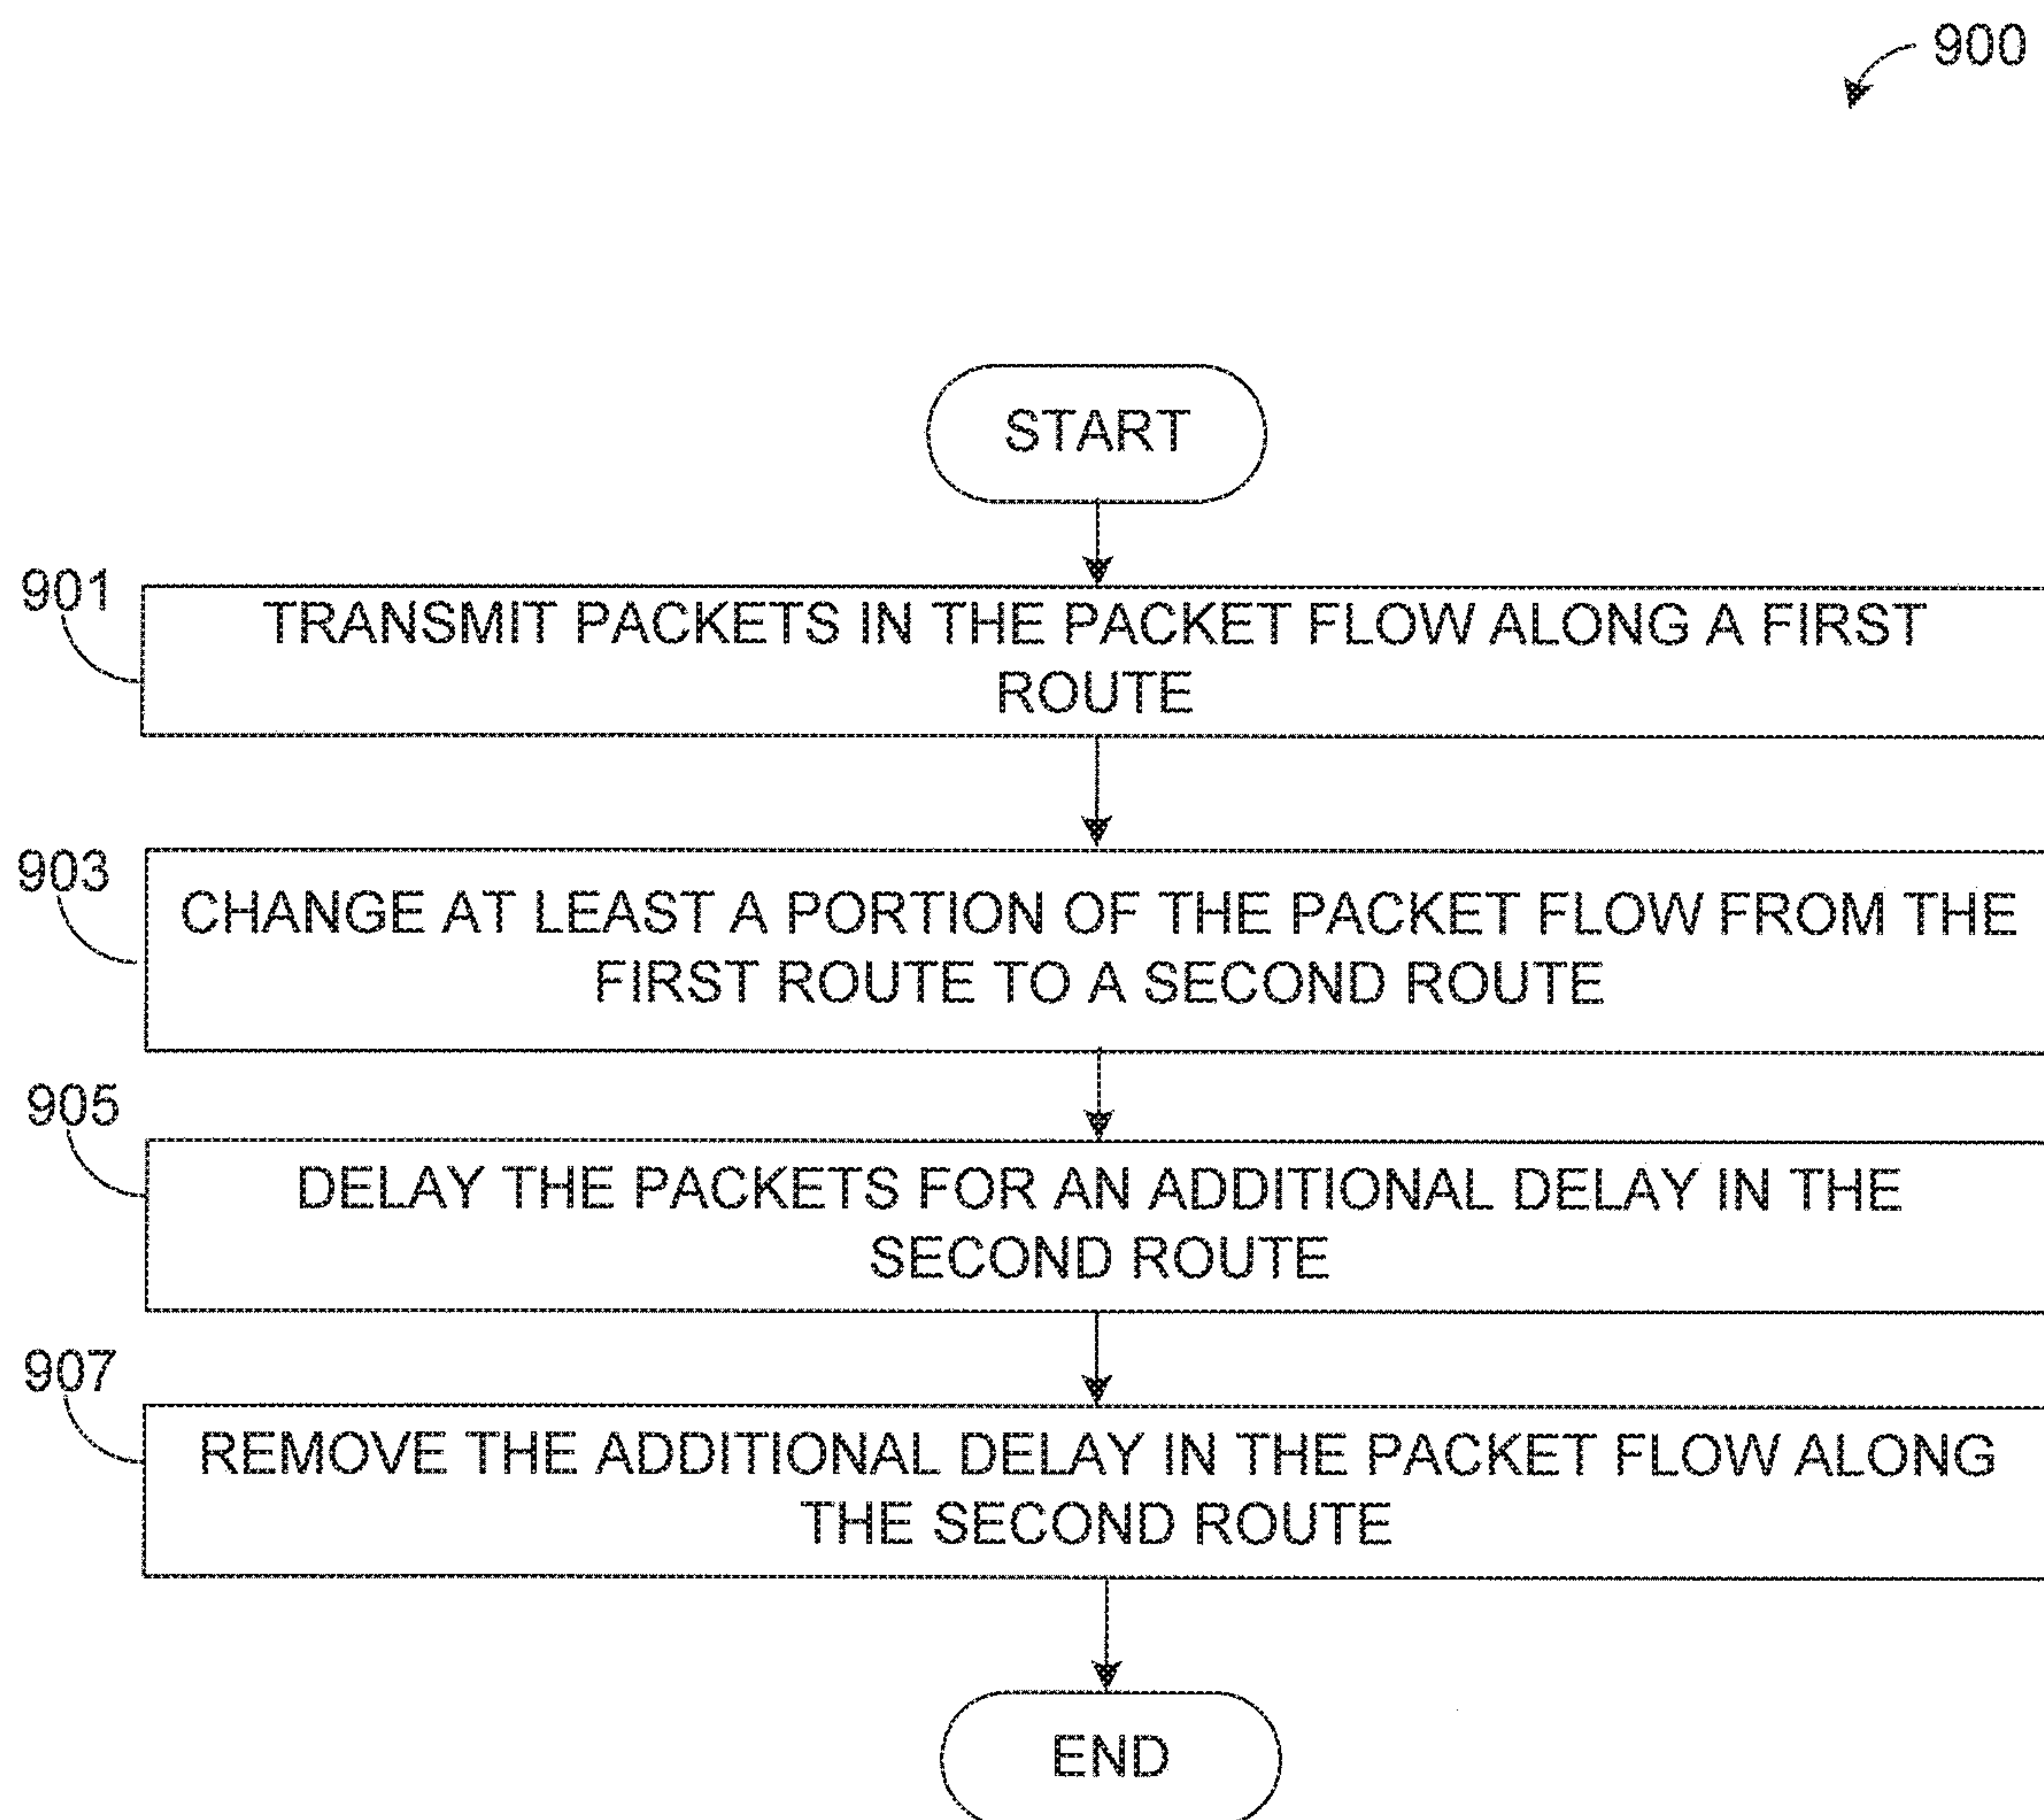 900
START
901
TRANSMIT PACKETS IN THE PACKET FLOW ALONG A FIRST
ROUTE
903
CHANGE AT LEAST A PORTION OF THE PACKET FLOW FROM THE
FIRST ROUTE TO A SECOND ROUTE
905
DELAY THE PACKETS FOR AN ADDITIONAL DELAY IN THE
SECOND ROUTE
907
REMOVE THE ADDITIONAL DELAY IN THE PACKET FLOW ALONG
THE SECOND ROUTE
END